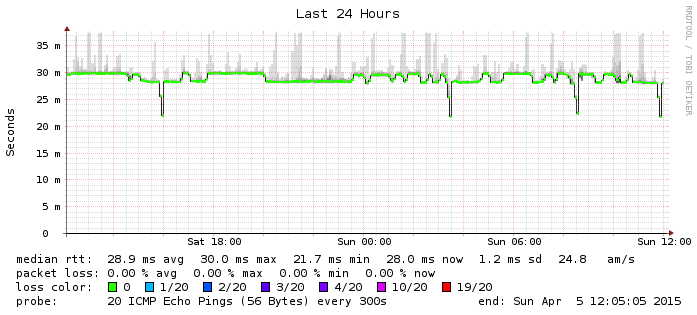 Last 24 Hours
RRDTOOL / TOBI OETIKER
Seconds
35 m
30 m
25 m
20 m
15 m
10 m
5 m
0
Sat 18:00 Sun 00:00 Sun 06:00 Sun 12:00
median rtt: 28.9 ms avg 30.0 ms max 21.7 ms min 28.0 ms now 1.2 ms sd 24.8 am/s
packet loss: 0.00 % avg 0.00 % max 0.00 % min 0.00 % now
loss color: 0 1/20 2/20 3/20 4/20 10/20 19/20
probe: 20 ICMP Echo Pings (56 Bytes) every 300s end: Sun Apr 5 12:05:05 2015